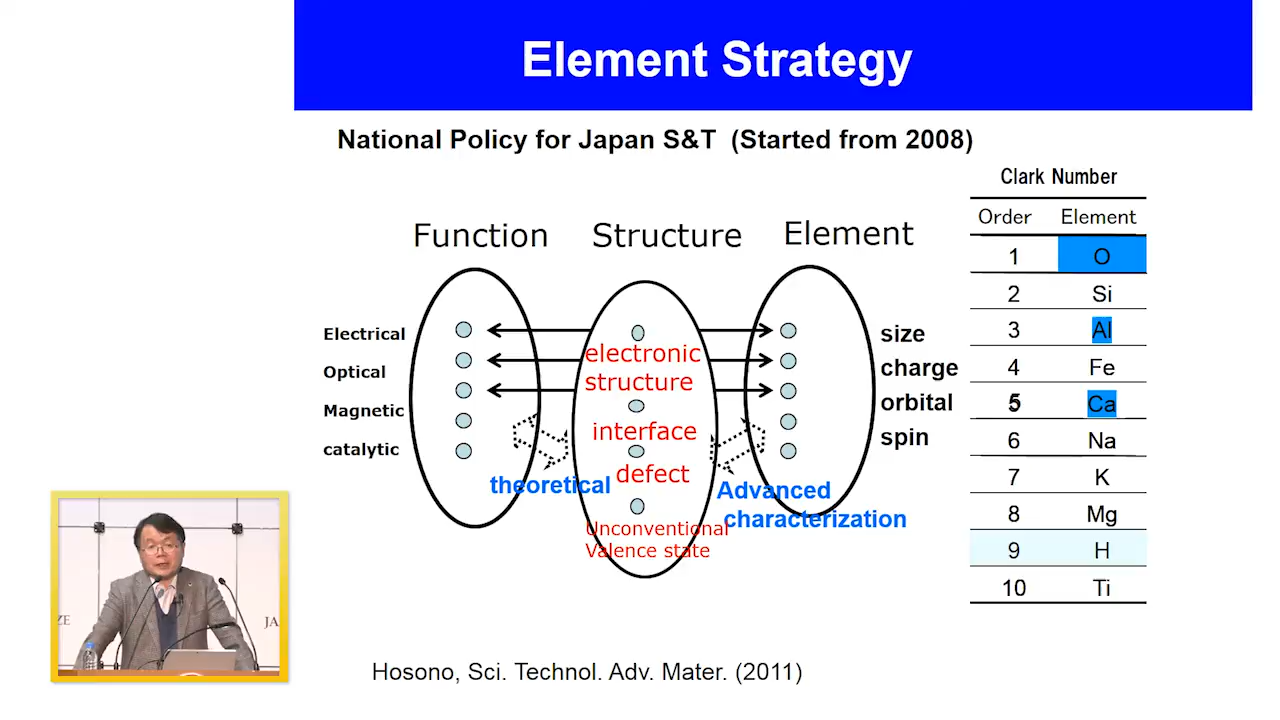 Element Strategy
National Policy for Japan S&T (Started from 2008)
Clark Number
Order Element
1 O
2 Si
3 Al
4 Fe
5 Ca
6 Na
7 K
8 Mg
9 H
10 Ti
Function Structure Element
Electrical
Optical
Magnetic
catalytic
electronic
structure
interface
defect
Unconventional
Valence state
size
charge
orbital
spin
theoretical
Advanced
characterization
ZE
JA
Hosono, Sci. Technol. Adv. Mater. (2011)